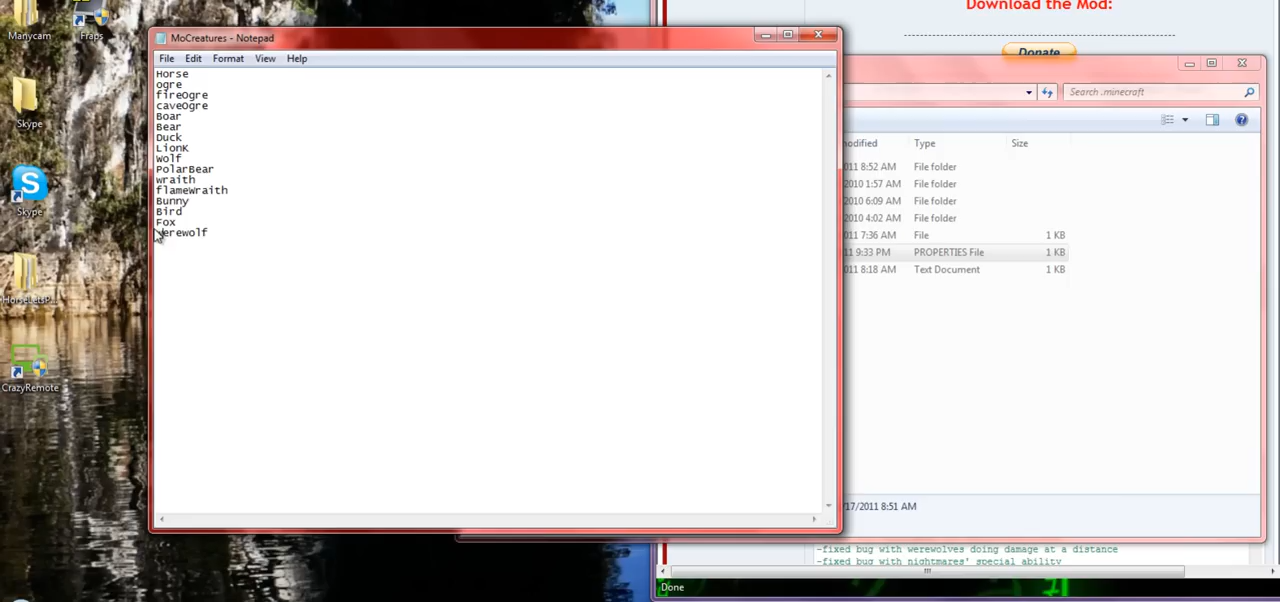 Manycam
Fraps
Skype
Skype
CrazyRemote
MoCreatures - Notepad
File Edit Format View Help
Horse
ogre
fireOgre
caveOgre
Boar
Bear
Duck
LionK
Wolf
PolarBear
wraith
flameWraith
Bunny
Bird
Fox
werewolf
Download the Mod:
Donate
Search .minecraft
Type Size
2011 8:52 AM File folder
2010 1:57 AM File folder
2010 6:09 AM File folder
2010 4:02 AM File folder
2011 7:36 AM File 1 KB
9:33 PM PROPERTIES File 1 KB
2011 8:18 AM Text Document 1 KB
/17/2011 8:51 AM
-fixed bug with werewolves doing damage at a distance
-fixed bug with nightmares' special ability
Done